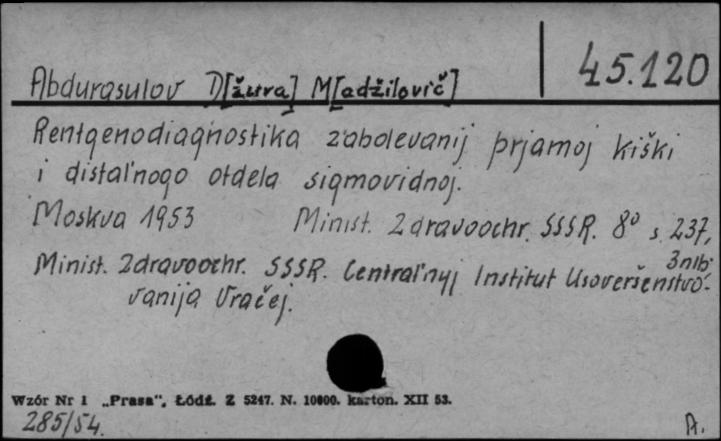 45.120
Abdurasulov D[žura] M[adžilovič]
Rentgenodiagnostika zabolevanij prjamoj kiški
i distal'nogo otdela sigmovidnoj.
Moskva 1953 Minist. Zdravoochr. SSSR. 8° s. 237,
3nlb.
Minist. Zdravoochr. SSSR. Central'nyj Institut Usoveršenstvo-
vanija Vračej.
Wzór Nr 1 „Prasa", Łódź. Z 5247. N. 10000. karton. XII 53.
285/54.
A.